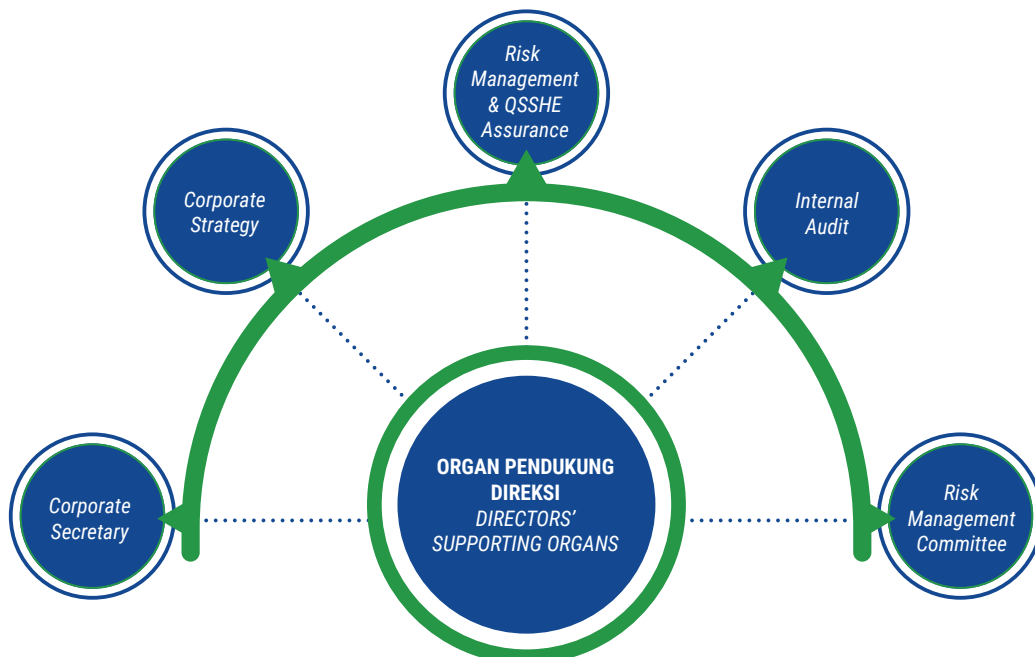 Risk
Management
& QSSHE
Assurance
Corporate
Strategy
Internal
Audit
Corporate
Secretary
ORGAN PENDUKUNG
DIREKSI
DIRECTORS'
SUPPORTING ORGANS
Risk
Management
Committee